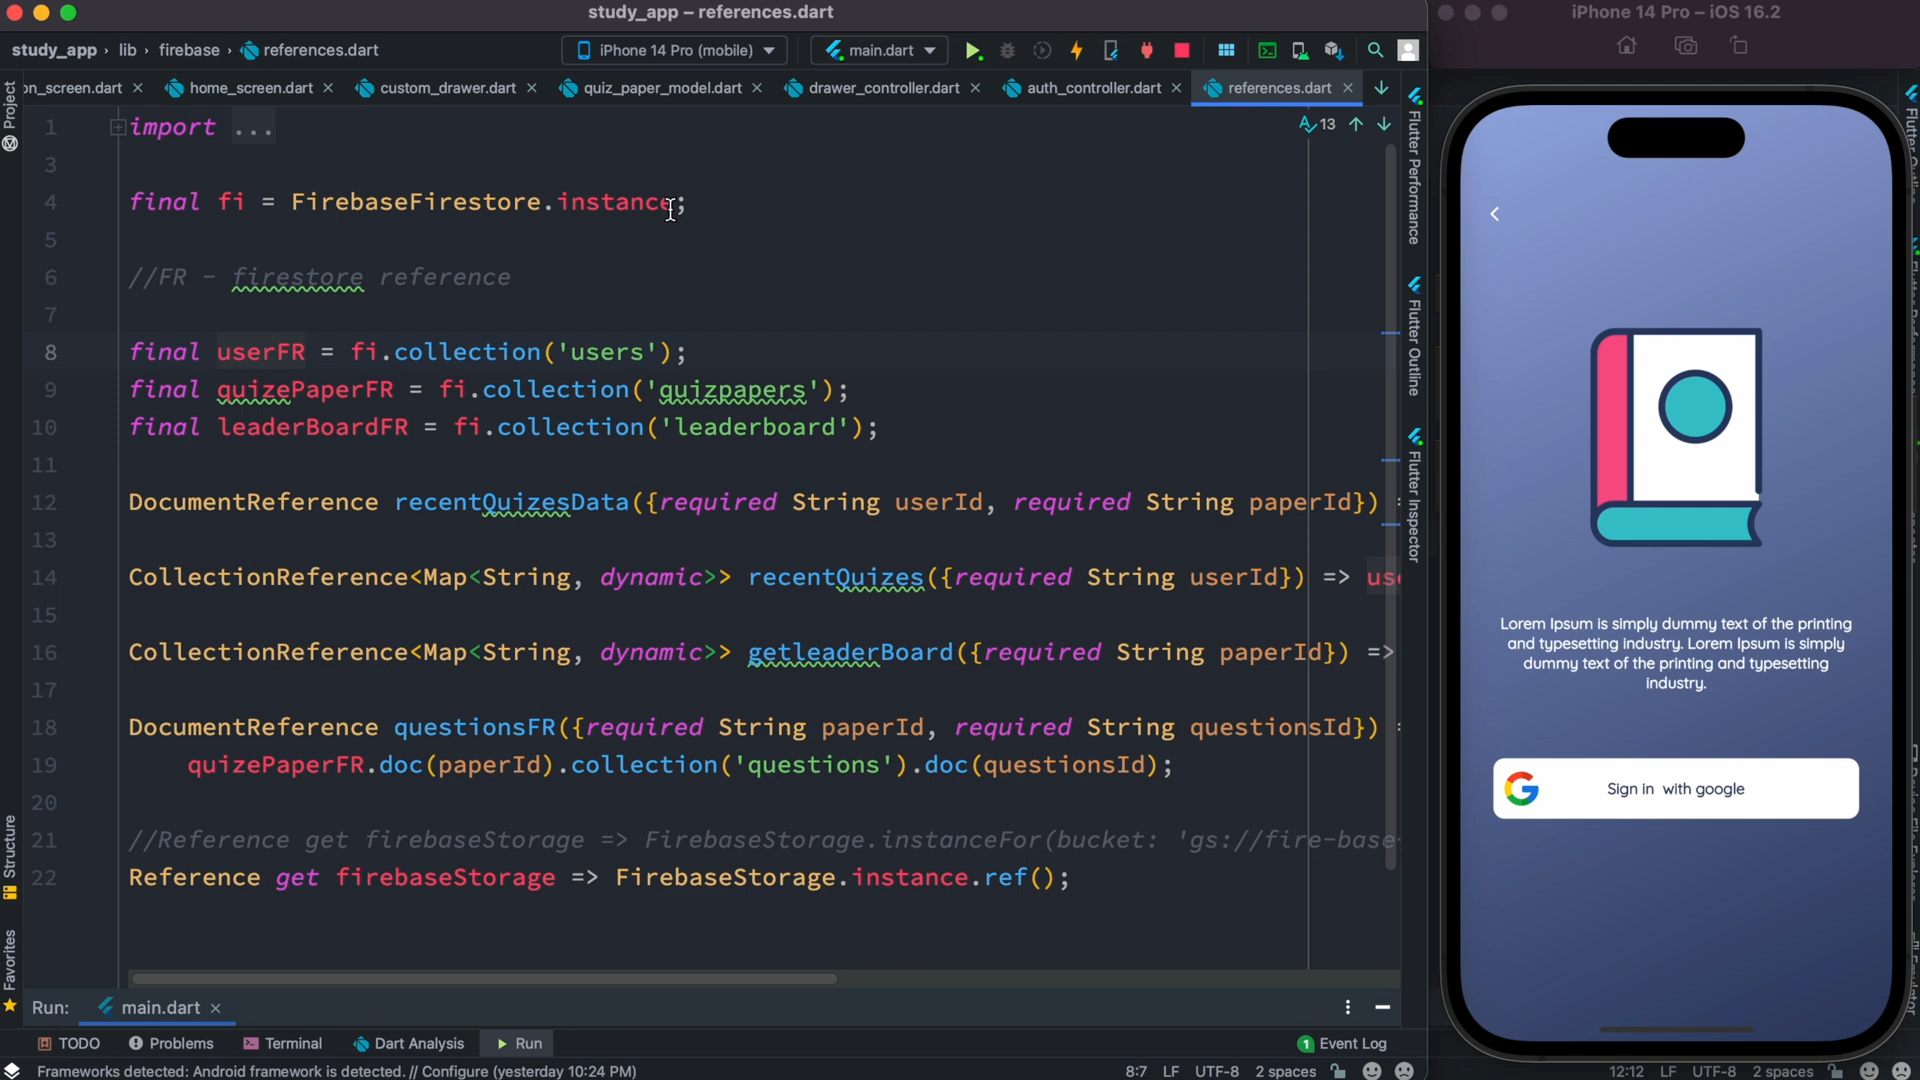 study_app – references.dart
iPhone 14 Pro – iOS 16.2
study_app › lib › firebase › references.dart
iPhone 14 Pro (mobile)
main.dart
on_screen.dart
home_screen.dart
custom_drawer.dart
quiz_paper_model.dart
drawer_controller.dart
auth_controller.dart
references.dart
Project
Structure
Favorites
Flutter Performance
Flutter Outline
Flutter Inspector
13
1 import ...
3
4 final fi = FirebaseFirestore.instance;
5
6 //FR - firestore reference
7
8 final userFR = fi.collection('users');
9 final quizePaperFR = fi.collection('quizpapers');
10 final leaderBoardFR = fi.collection('leaderboard');
11
12 DocumentReference recentQuizesData({required String userId, required String paperId})
13
14 CollectionReference<Map<String, dynamic>> recentQuizes({required String userId}) => use
15
16 CollectionReference<Map<String, dynamic>> getleaderBoard({required String paperId}) =>
17
18 DocumentReference questionsFR({required String paperId, required String questionsId})
19 quizePaperFR.doc(paperId).collection('questions').doc(questionsId);
20
21 //Reference get firebaseStorage => FirebaseStorage.instanceFor(bucket: 'gs://fire-base-
22 Reference get firebaseStorage => FirebaseStorage.instance.ref();
Lorem Ipsum is simply dummy text of the printing
and typesetting industry. Lorem Ipsum is simply
dummy text of the printing and typesetting
industry.
Sign in with google
Run: main.dart
TODO
Problems
Terminal
Dart Analysis
Run
1 Event Log
Frameworks detected: Android framework is detected. // Configure (yesterday 10:24 PM)
8:7 LF UTF-8 2 spaces
12:12 LF UTF-8 2 spaces